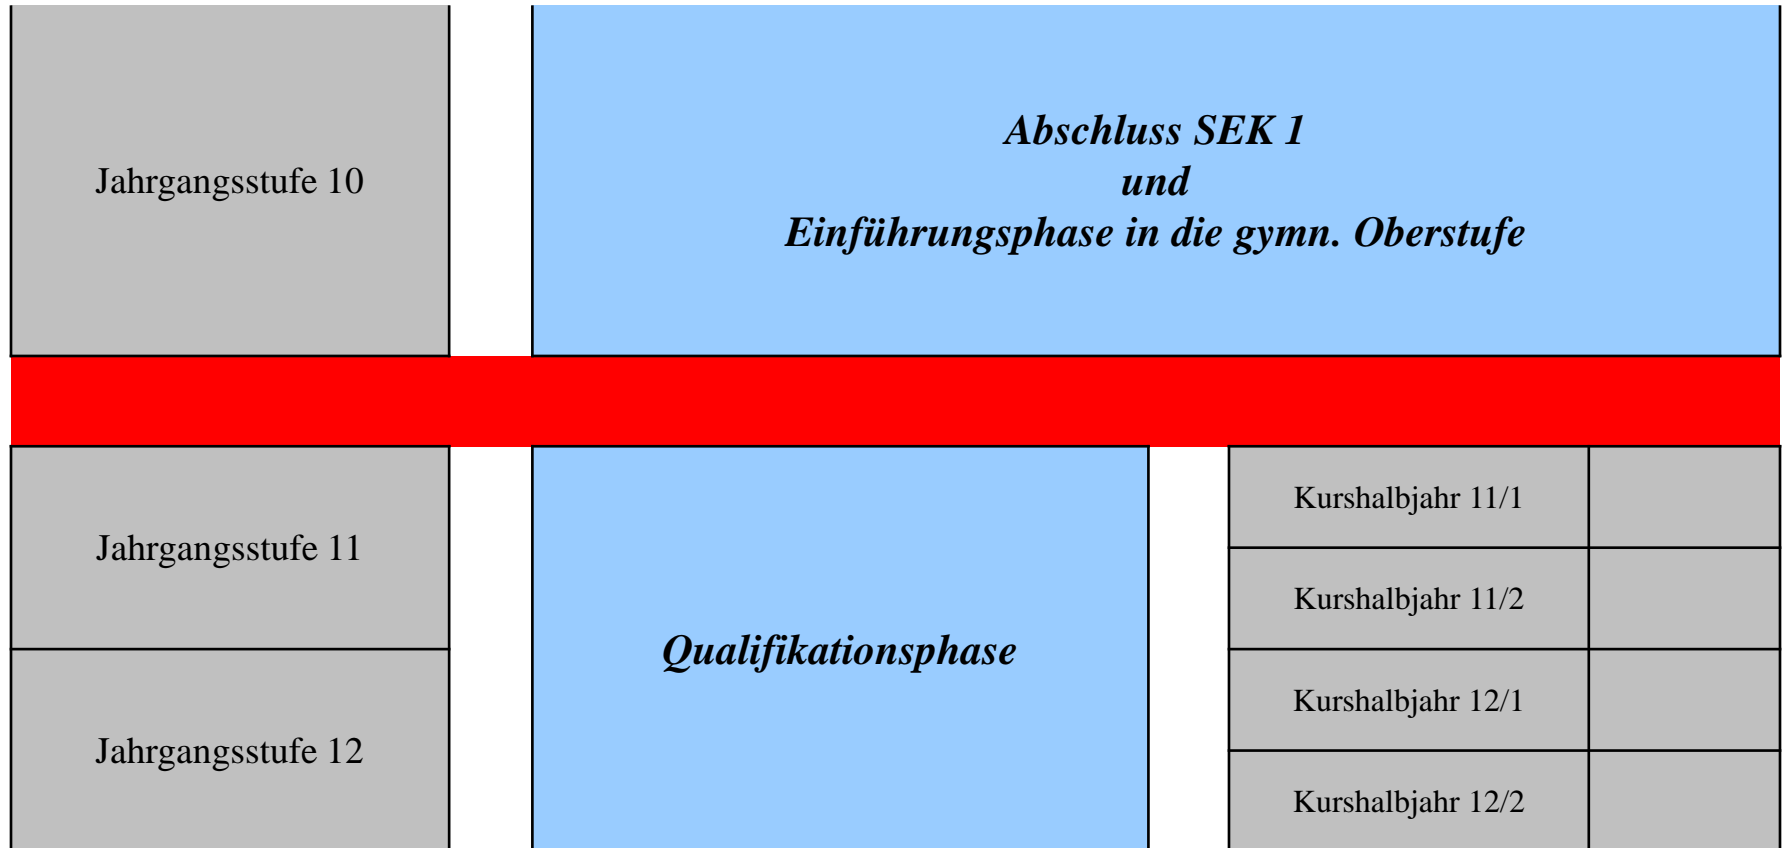 Jahrgangsstufe 10
Abschluss SEK 1
und
Einführungsphase in die gymn. Oberstufe
Jahrgangsstufe 11
Jahrgangsstufe 12
Qualifikationsphase
Kurshalbjahr 11/1
Kurshalbjahr 11/2
Kurshalbjahr 12/1
Kurshalbjahr 12/2